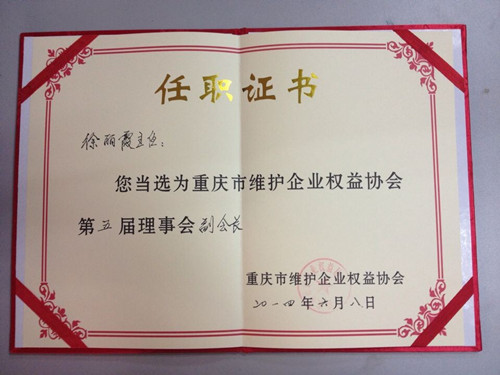 任职证书
徐丽霞主任：
您当选为重庆市维护企业权益协会
第五届理事会副会长
重庆市维护企业权益协会
二〇一四年六月八日